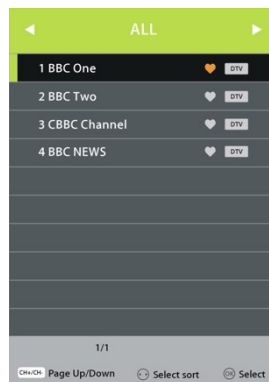 ALL
1 BBC One DTV
2 BBC Two DTV
3 CBBC Channel DTV
4 BBC NEWS DTV
1/1
CH+/CH- Page Up/Down Select sort OK Select